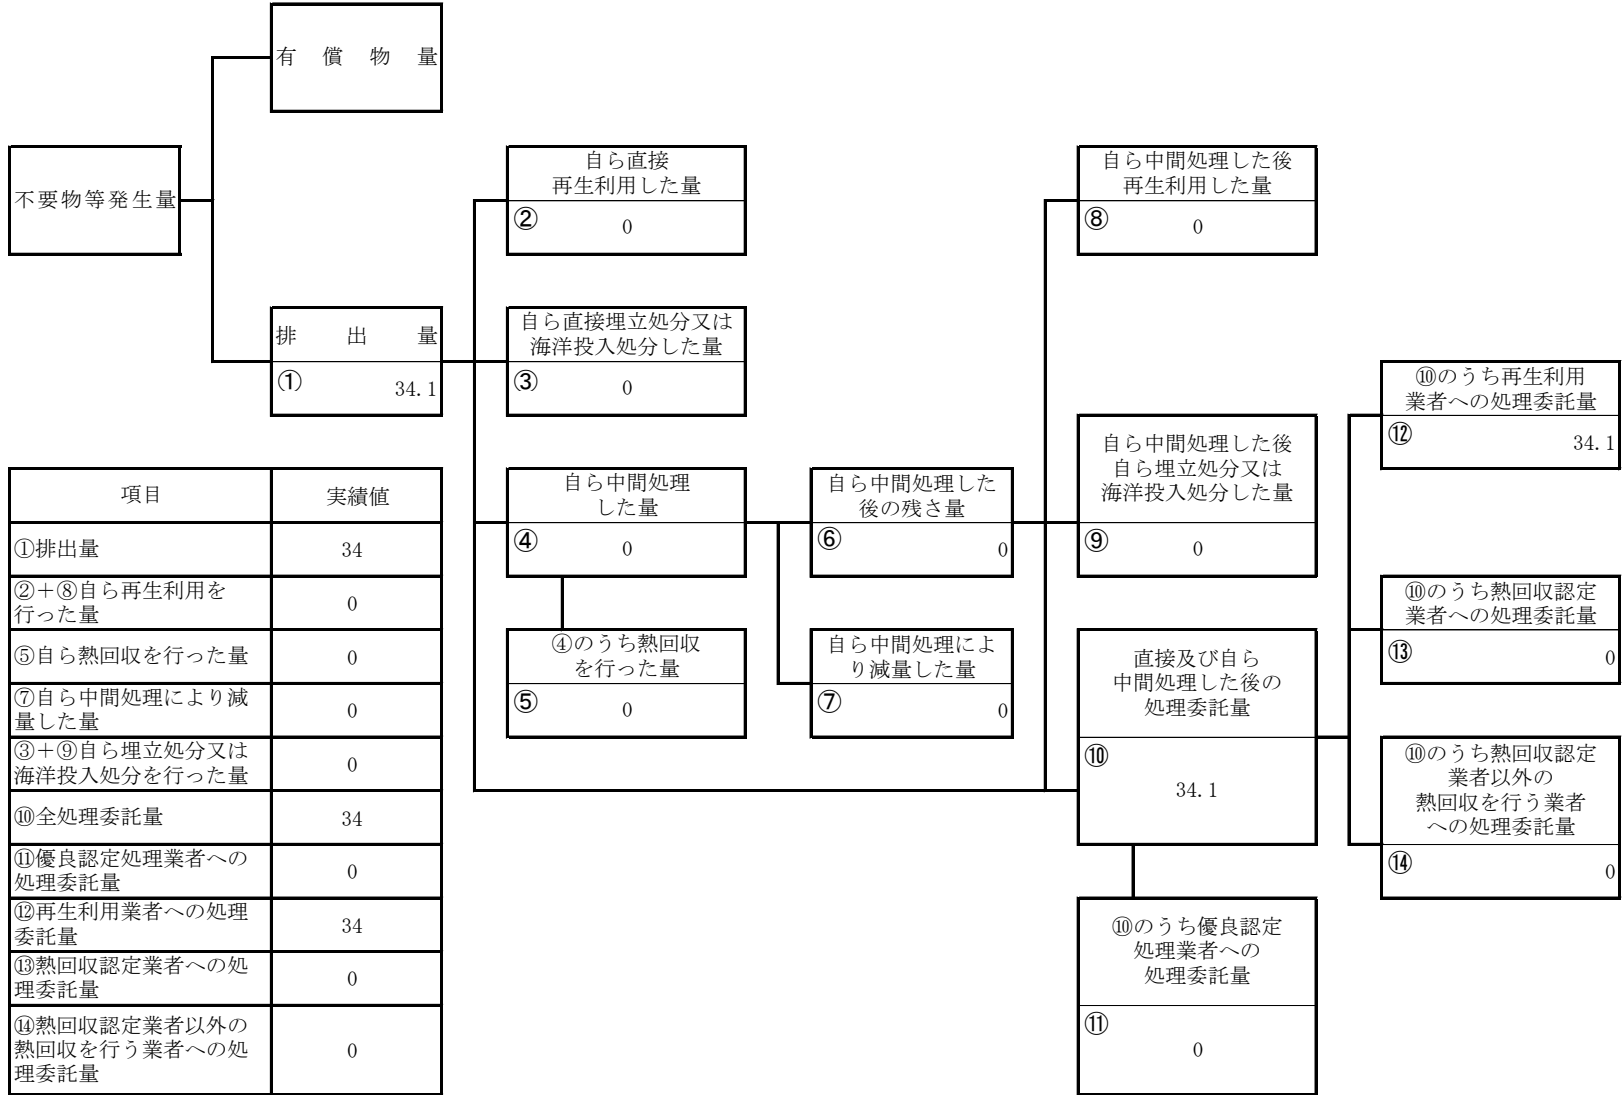 有償物量
不要物等発生量
排出量
① 34.1
自ら直接
再生利用した量
② 0
自ら直接埋立処分又は
海洋投入処分した量
③ 0
自ら中間処理
した量
④ 0
④のうち熱回収
を行った量
⑤ 0
自ら中間処理した
後の残さ量
⑥ 0
自ら中間処理によ
り減量した量
⑦ 0
自ら中間処理した後
再生利用した量
⑧ 0
自ら中間処理した後
自ら埋立処分又は
海洋投入処分した量
⑨ 0
直接及び自ら
中間処理した後の
処理委託量
⑩
34.1
⑩のうち優良認定
処理業者への
処理委託量
⑪
0
⑩のうち再生利用
業者への処理委託量
⑫ 34.1
⑩のうち熱回収認定
業者への処理委託量
⑬ 0
⑩のうち熱回収認定
業者以外の
熱回収を行う業者
への処理委託量
⑭ 0
項目 実績値
①排出量 34
②＋⑧自ら再生利用を
行った量 0
⑤自ら熱回収を行った量 0
⑦自ら中間処理により減
量した量 0
③＋⑨自ら埋立処分又は
海洋投入処分を行った量 0
⑩全処理委託量 34
⑪優良認定処理業者への
処理委託量 0
⑫再生利用業者への処理
委託量 34
⑬熱回収認定業者への処
理委託量 0
⑭熱回収認定業者以外の
熱回収を行う業者への処
理委託量 0